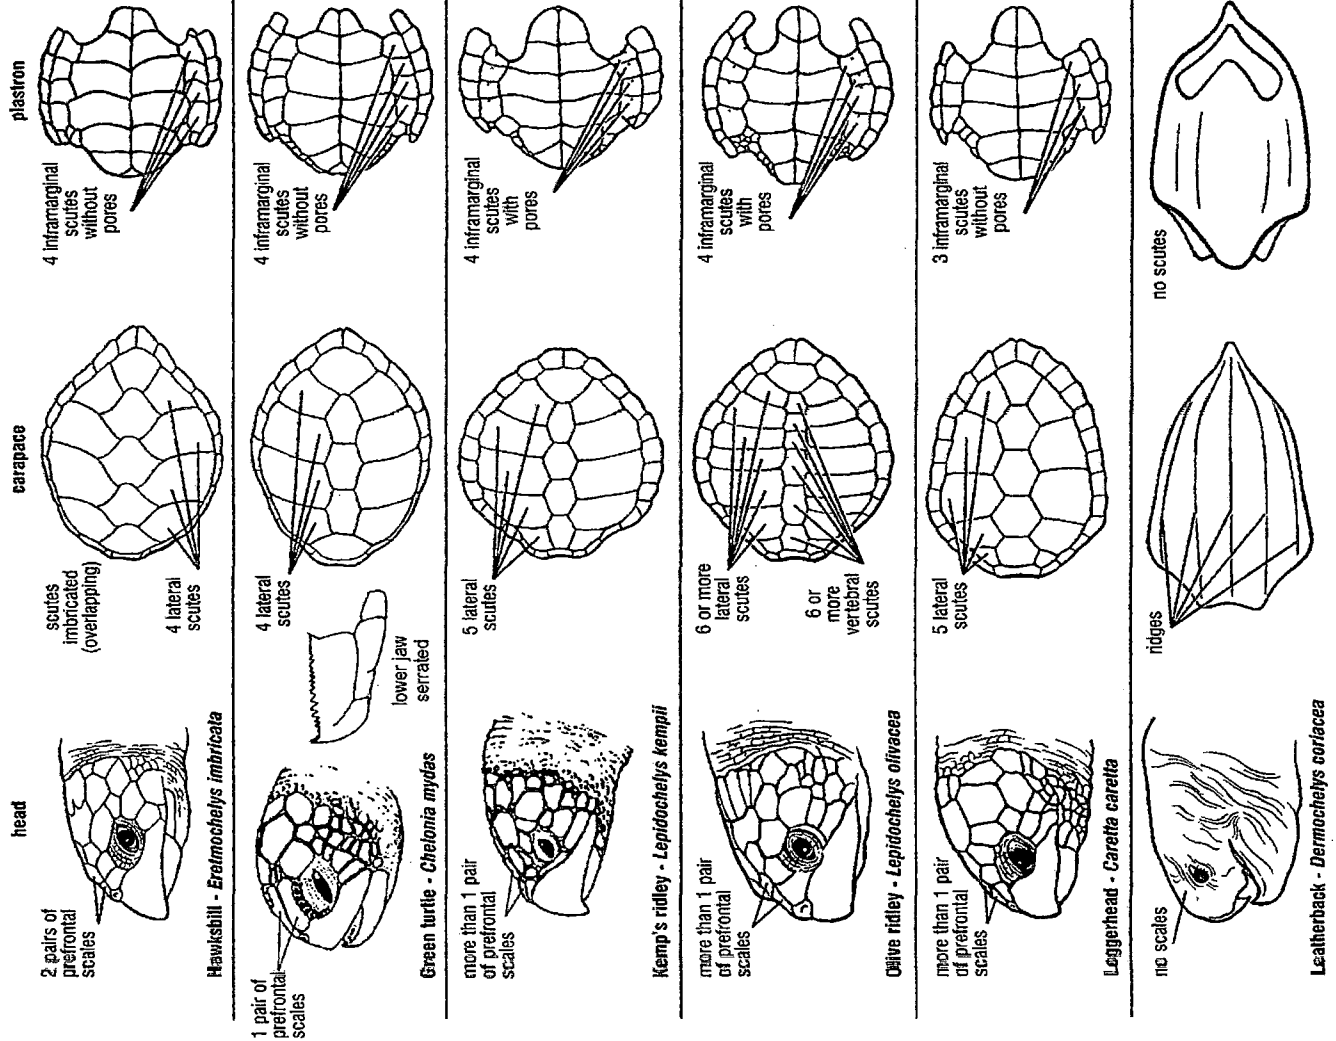 head
carapace
plastron
2 pairs of
prefrontal
scales
scutes
imbricated
(overlapping)
4 lateral
scutes
4 inframarginal
scutes
without
pores
Hawksbill - Eretmochelys imbricata
1 pair of
prefrontal
scales
lower jaw
serrated
4 lateral
scutes
4 inframarginal
scutes
without
pores
Green turtle - Chelonia mydas
more than 1 pair
of prefrontal
scales
5 lateral
scutes
4 inframarginal
scutes
with
pores
Kemp's ridley - Lepidochelys kempii
more than 1 pair
of prefrontal
scales
6 or more
lateral
scutes
6 or
more
vertebral
scutes
4 inframarginal
scutes
with
pores
Olive ridley - Lepidochelys olivacea
more than 1 pair
of prefrontal
scales
5 lateral
scutes
3 inframarginal
scutes
without
pores
Loggerhead - Caretta caretta
no scales
ridges
no scutes
Leatherback - Dermochelys coriacea